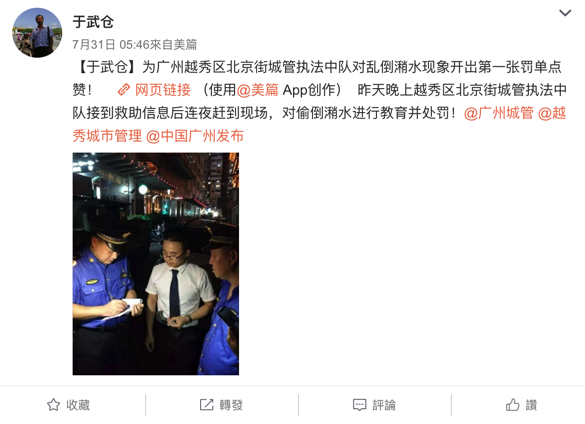 于武仓
7月31日 05:46來自美篇
【于武仓】为广州越秀区北京街城管执法中队对乱倒潲水现象开出第一张罚单点
赞！ 网页链接 （使用@美篇 App创作） 昨天晚上越秀区北京街城管执法中
队接到救助信息后连夜赶到现场，对偷倒潲水进行教育并处罚！@广州城管 @越
秀城市管理 @中国广州发布
收藏
轉發
評論
讚